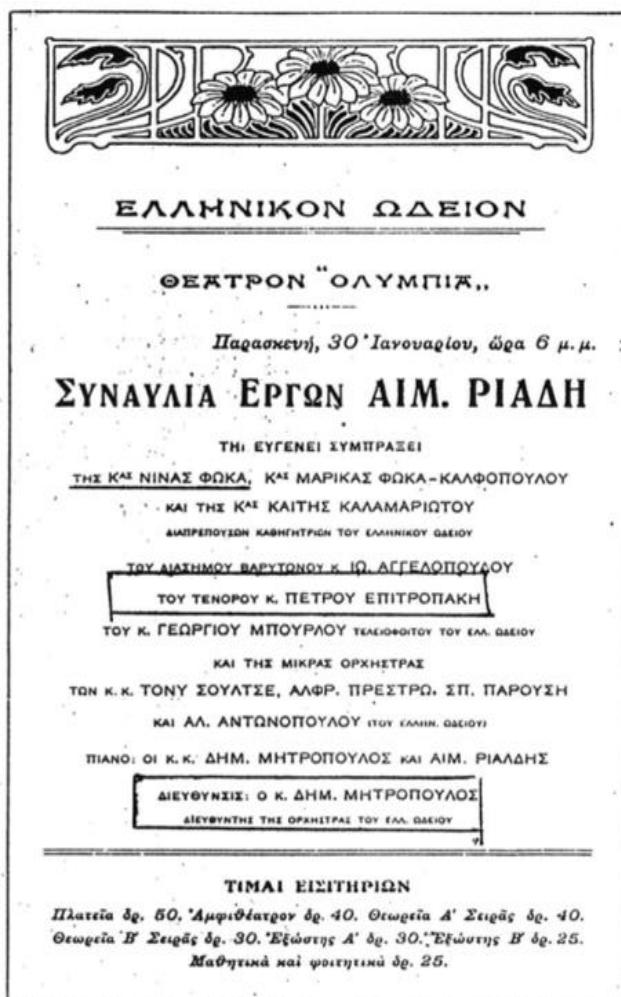 ΕΛΛΗΝΙΚΟΝ ΩΔΕΙΟΝ
ΘΕΑΤΡΟΝ "ΟΛΥΜΠΙΑ„
Παρασκευή, 30 Ἰανουαρίου, ὥρα 6 μ.μ.
ΣΥΝΑΥΛΙΑ ΕΡΓΩΝ ΑΙΜ. ΡΙΑΔΗ
ΤΗι ΕΥΓΕΝΕΙ ΣΥΜΠΡΑΞΕΙ
ΤΗΣ ΚΑΣ ΝΙΝΑΣ ΦΩΚΑ, ΚΑΣ ΜΑΡΙΚΑΣ ΦΩΚΑ-ΚΑΛΦΟΠΟΥΛΟΥ
ΚΑΙ ΤΗΣ ΚΑΣ ΚΑΙΤΗΣ ΚΑΛΑΜΑΡΙΩΤΟΥ
ΔΙΑΠΡΕΠΟΥΣΩΝ ΚΑΘΗΓΗΤΡΙΩΝ ΤΟΥ ΕΛΛΗΝΙΚΟΥ ΩΔΕΙΟΥ
ΤΟΥ ΔΙΑΣΗΜΟΥ ΒΑΡΥΤΟΝΟΥ Κ. ΙΩ. ΑΓΓΕΛΟΠΟΥΛΟΥ
ΤΟΥ ΤΕΝΟΡΟΥ Κ. ΠΕΤΡΟΥ ΕΠΙΤΡΟΠΑΚΗ
ΤΟΥ Κ. ΓΕΩΡΓΙΟΥ ΜΠΟΥΡΛΟΥ ΤΕΛΕΙΟΦΟΙΤΟΥ ΤΟΥ ΕΛΛ. ΩΔΕΙΟΥ
ΚΑΙ ΤΗΣ ΜΙΚΡΑΣ ΟΡΧΗΣΤΡΑΣ
ΤΩΝ Κ.Κ. ΤΟΝΥ ΣΟΥΛΤΣΕ, ΑΛΦΡ. ΠΡΕΣΤΡΩ. ΣΠ. ΠΑΡΟΥΣΗ
ΚΑΙ ΑΛ. ΑΝΤΩΝΟΠΟΥΛΟΥ (ΤΟΥ ΕΛΛΗΝ. ΩΔΕΙΟΥ)
ΠΙΑΝΟ: ΟΙ Κ.Κ. ΔΗΜ. ΜΗΤΡΟΠΟΥΛΟΣ ΚΑΙ ΑΙΜ. ΡΙΑΛΔΗΣ
ΔΙΕΥΘΥΝΣΙΣ: Ο Κ. ΔΗΜ. ΜΗΤΡΟΠΟΥΛΟΣ
ΔΙΕΥΘΥΝΤΗΣ ΤΗΣ ΟΡΧΗΣΤΡΑΣ ΤΟΥ ΕΛΛ. ΩΔΕΙΟΥ
ΤΙΜΑΙ ΕΙΣΙΤΗΡΙΩΝ
Πλατεῖα δρ. 50. Ἀμφιθέατρον δρ. 40. Θεωρεῖα Α' Σειρᾶς δρ. 40.
Θεωρεῖα Β' Σειρᾶς δρ. 30. Ἐξώστης Α' δρ. 30. Ἐξώστης Β' δρ. 25.
Μαθητικὰ καὶ φοιτητικὰ δρ. 25.